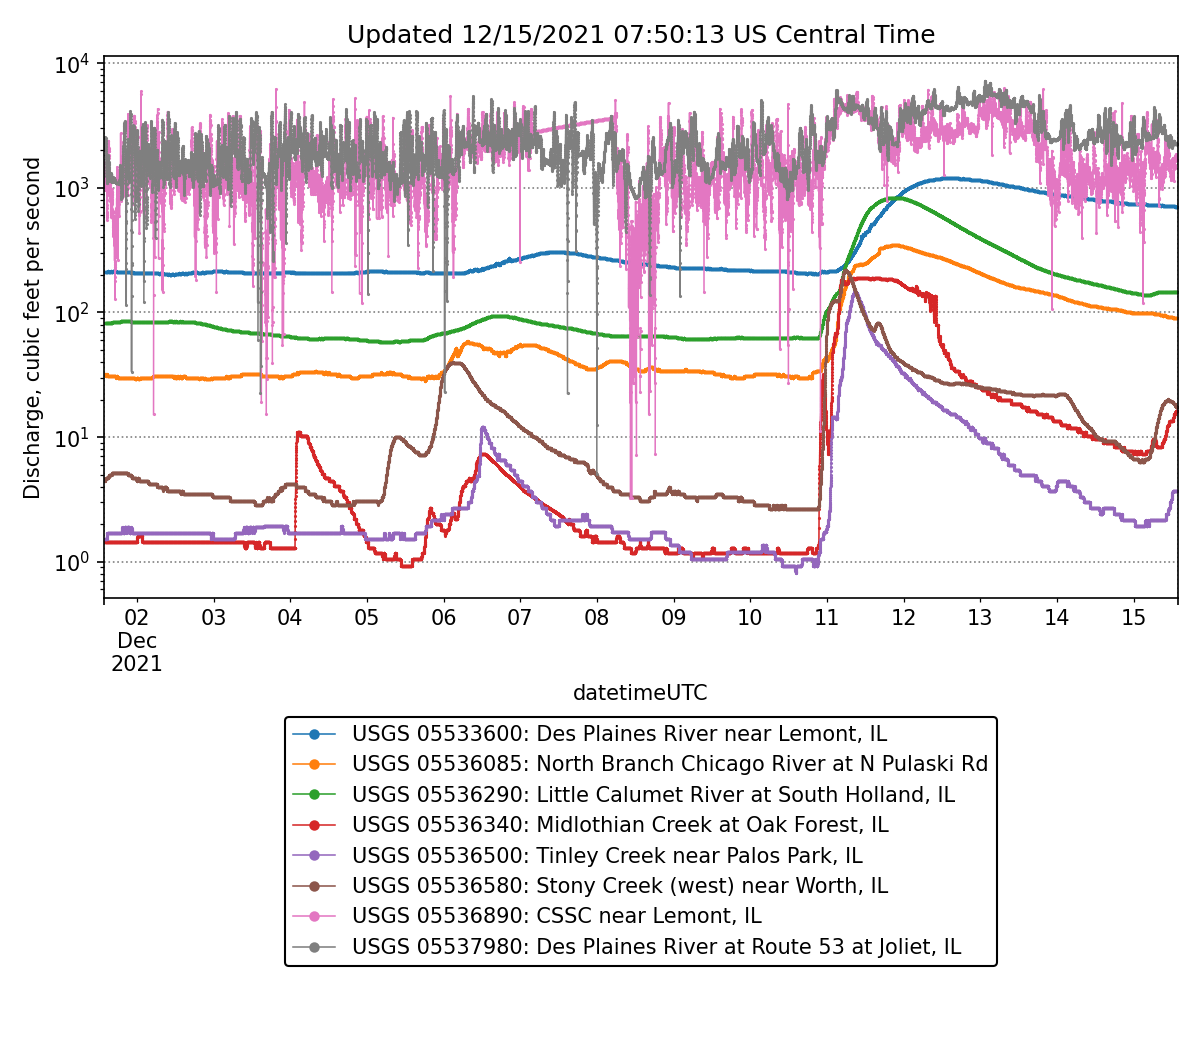 Updated 12/15/2021 07:50:13 US Central Time
Discharge, cubic feet per second
10^4
10^3
10^2
10^1
10^0
02 03 04 05 06 07 08 09 10 11 12 13 14 15
Dec
2021
datetimeUTC
USGS 05533600: Des Plaines River near Lemont, IL
USGS 05536085: North Branch Chicago River at N Pulaski Rd
USGS 05536290: Little Calumet River at South Holland, IL
USGS 05536340: Midlothian Creek at Oak Forest, IL
USGS 05536500: Tinley Creek near Palos Park, IL
USGS 05536580: Stony Creek (west) near Worth, IL
USGS 05536890: CSSC near Lemont, IL
USGS 05537980: Des Plaines River at Route 53 at Joliet, IL